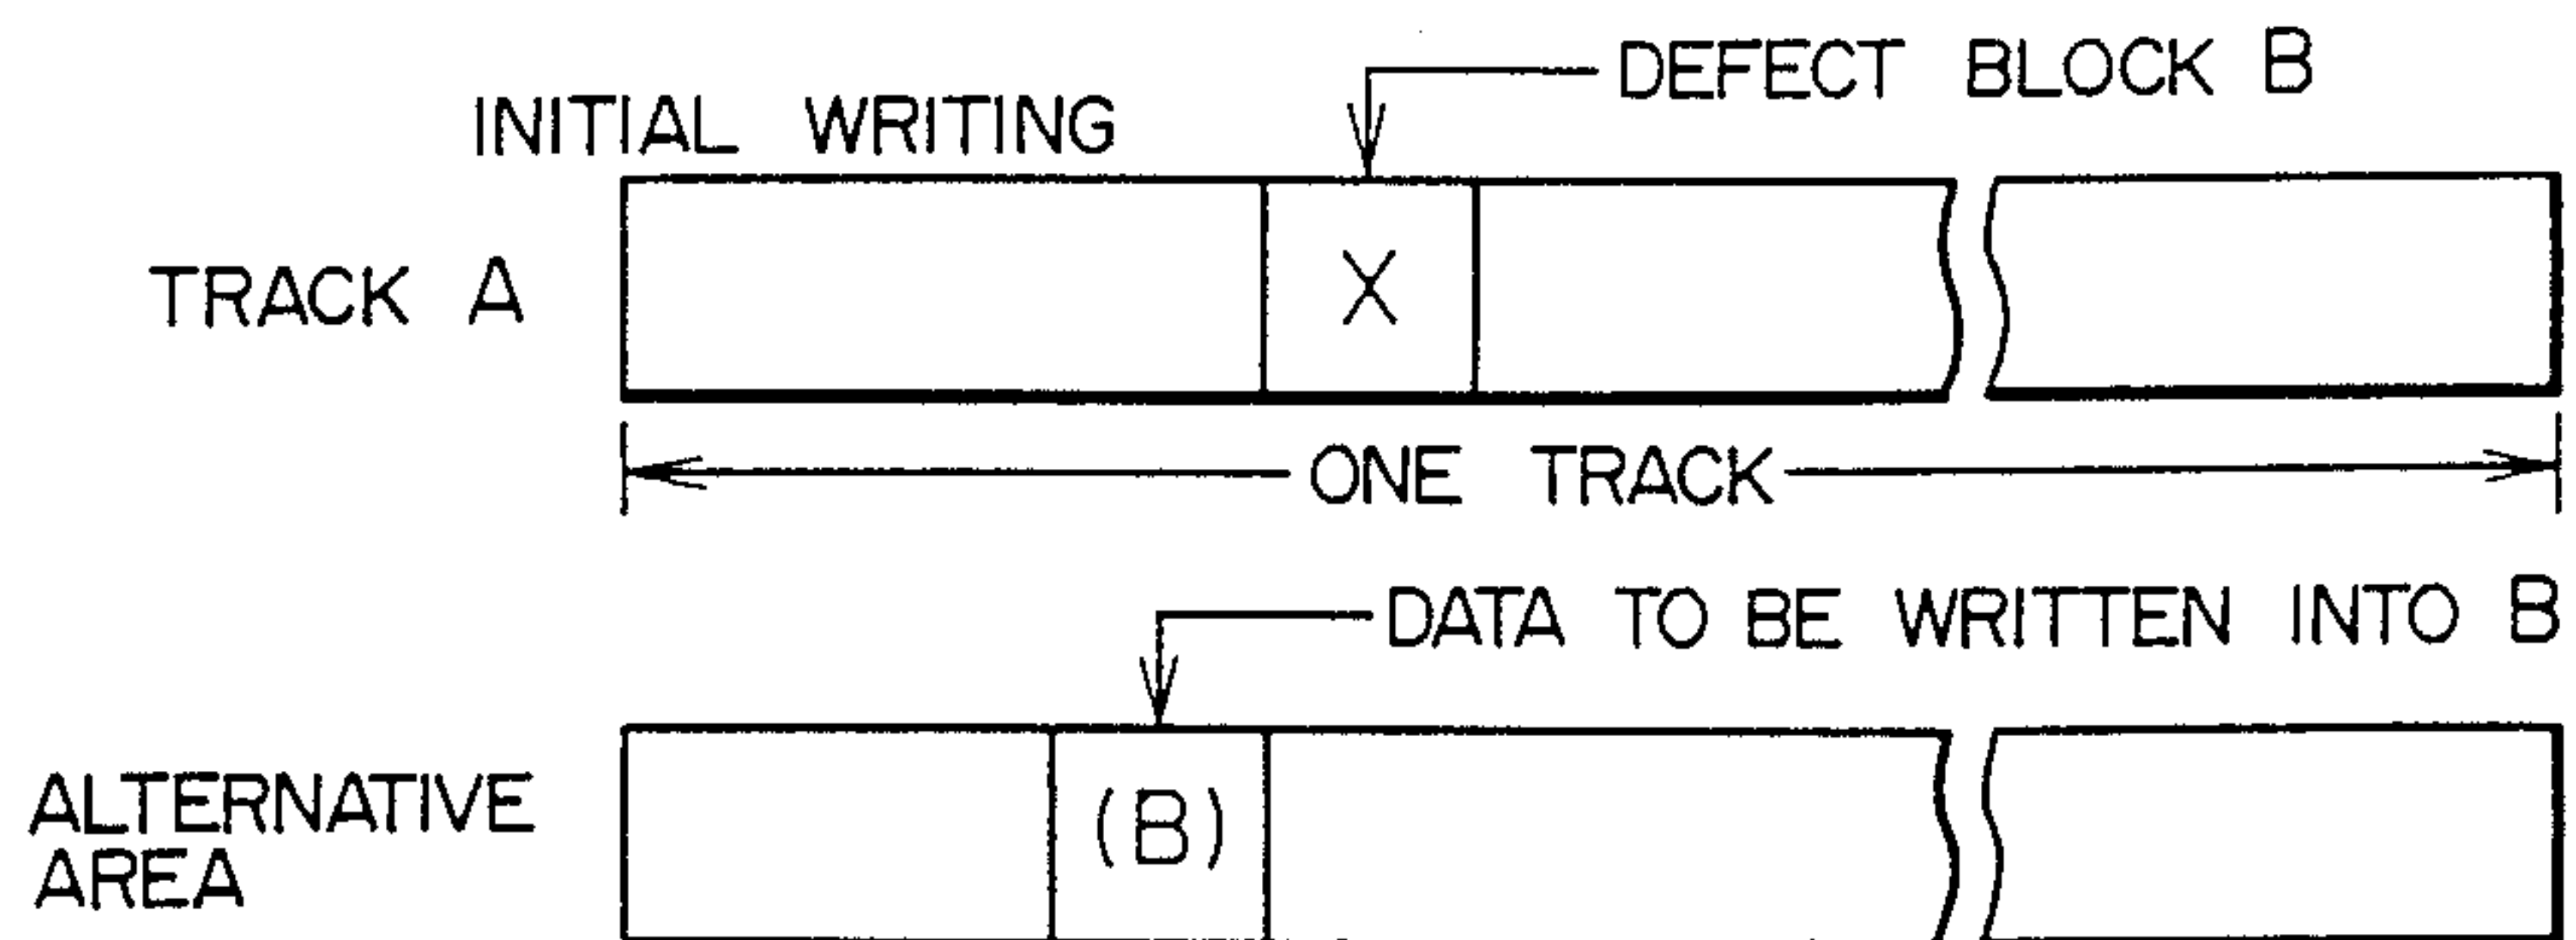 DEFECT BLOCK B
INITIAL WRITING
TRACK A
X
ONE TRACK
DATA TO BE WRITTEN INTO B
ALTERNATIVE
AREA
(B)